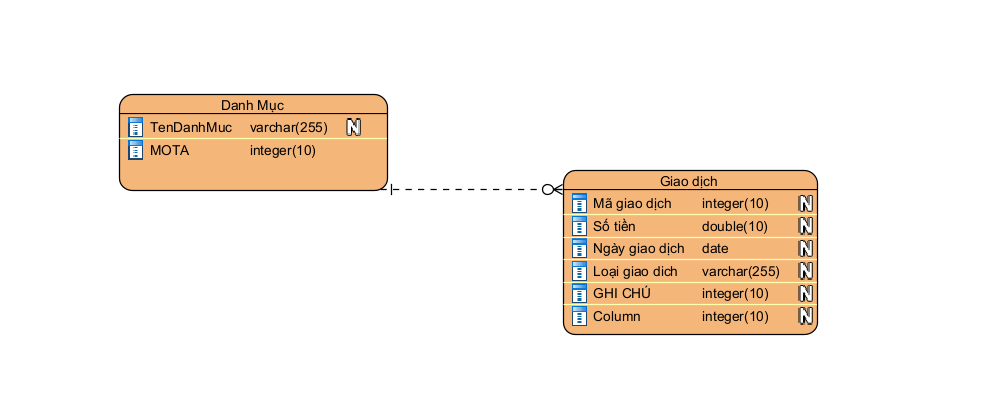 Danh Mục
TenDanhMuc varchar(255) N
MOTA integer(10)
Giao dịch
Mã giao dịch integer(10) N
Số tiền double(10) N
Ngày giao dịch date N
Loại giao dich varchar(255) N
GHI CHÚ integer(10) N
Column integer(10) N